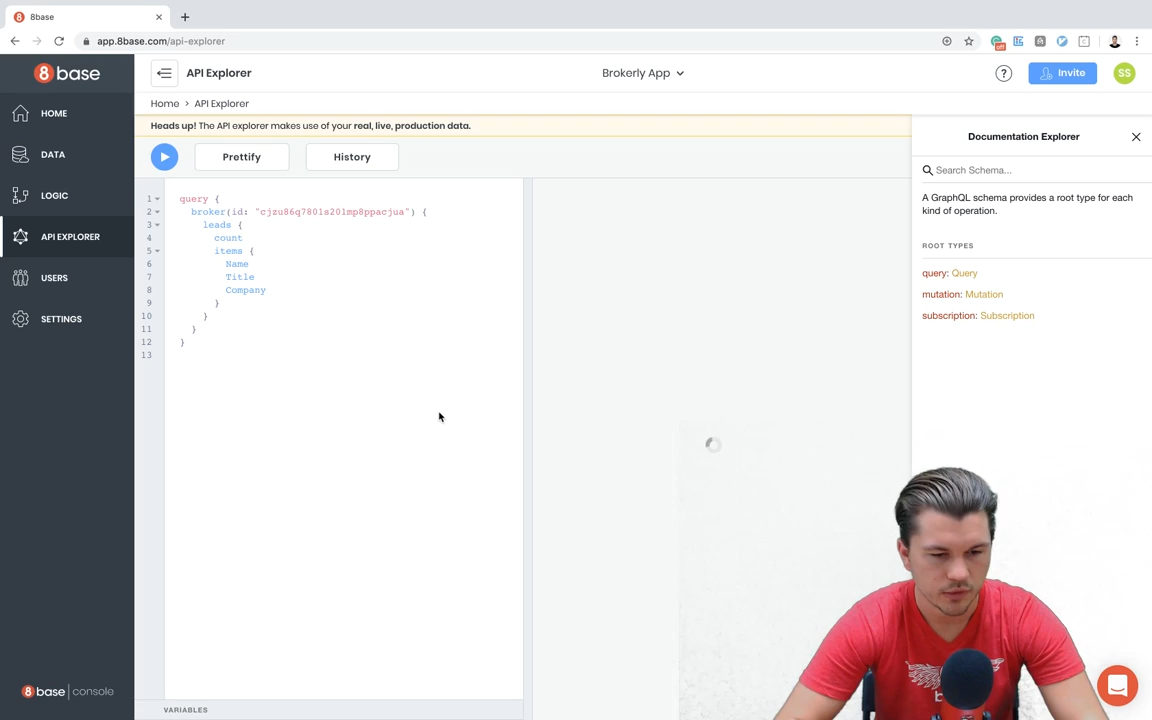 8base
app.8base.com/api-explorer
off
8base
API Explorer
Brokerly App
?
Invite
SS
Home > API Explorer
Heads up! The API explorer makes use of your real, live, production data.
HOME
DATA
LOGIC
API EXPLORER
USERS
SETTINGS
Prettify
History
Documentation Explorer
Search Schema...
A GraphQL schema provides a root type for each
kind of operation.
ROOT TYPES
query: Query
mutation: Mutation
subscription: Subscription
1 query {
2 broker(id: "cjzu86q7801s201mp8ppacjua") {
3 leads {
4 count
5 items {
6 Name
7 Title
8 Company
9 }
10 }
11 }
12 }
13
VARIABLES
8base | console